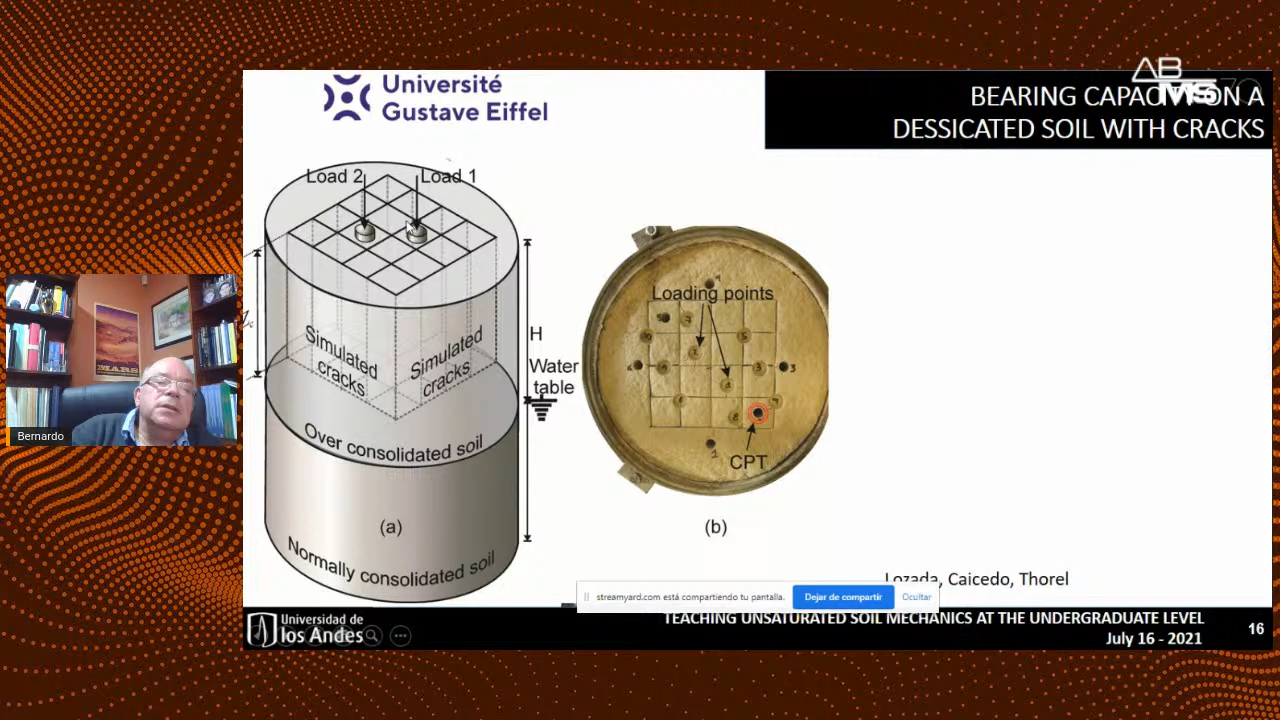 Université
Gustave Eiffel
BEARING CAPACITY ON A
DESSICATED SOIL WITH CRACKS
ABMS
Load 2
Load 1
Simulated
cracks
Simulated
cracks
H
Water
table
Over consolidated soil
(a)
Normally consolidated soil
Loading points
CPT
(b)
MARS
Bernardo
Lozada, Caicedo, Thorel
streamyard.com está compartiendo tu pantalla.
Dejar de compartir
Ocultar
Universidad de
los Andes
TEACHING UNSATURATED SOIL MECHANICS AT THE UNDERGRADUATE LEVEL
July 16 - 2021
16